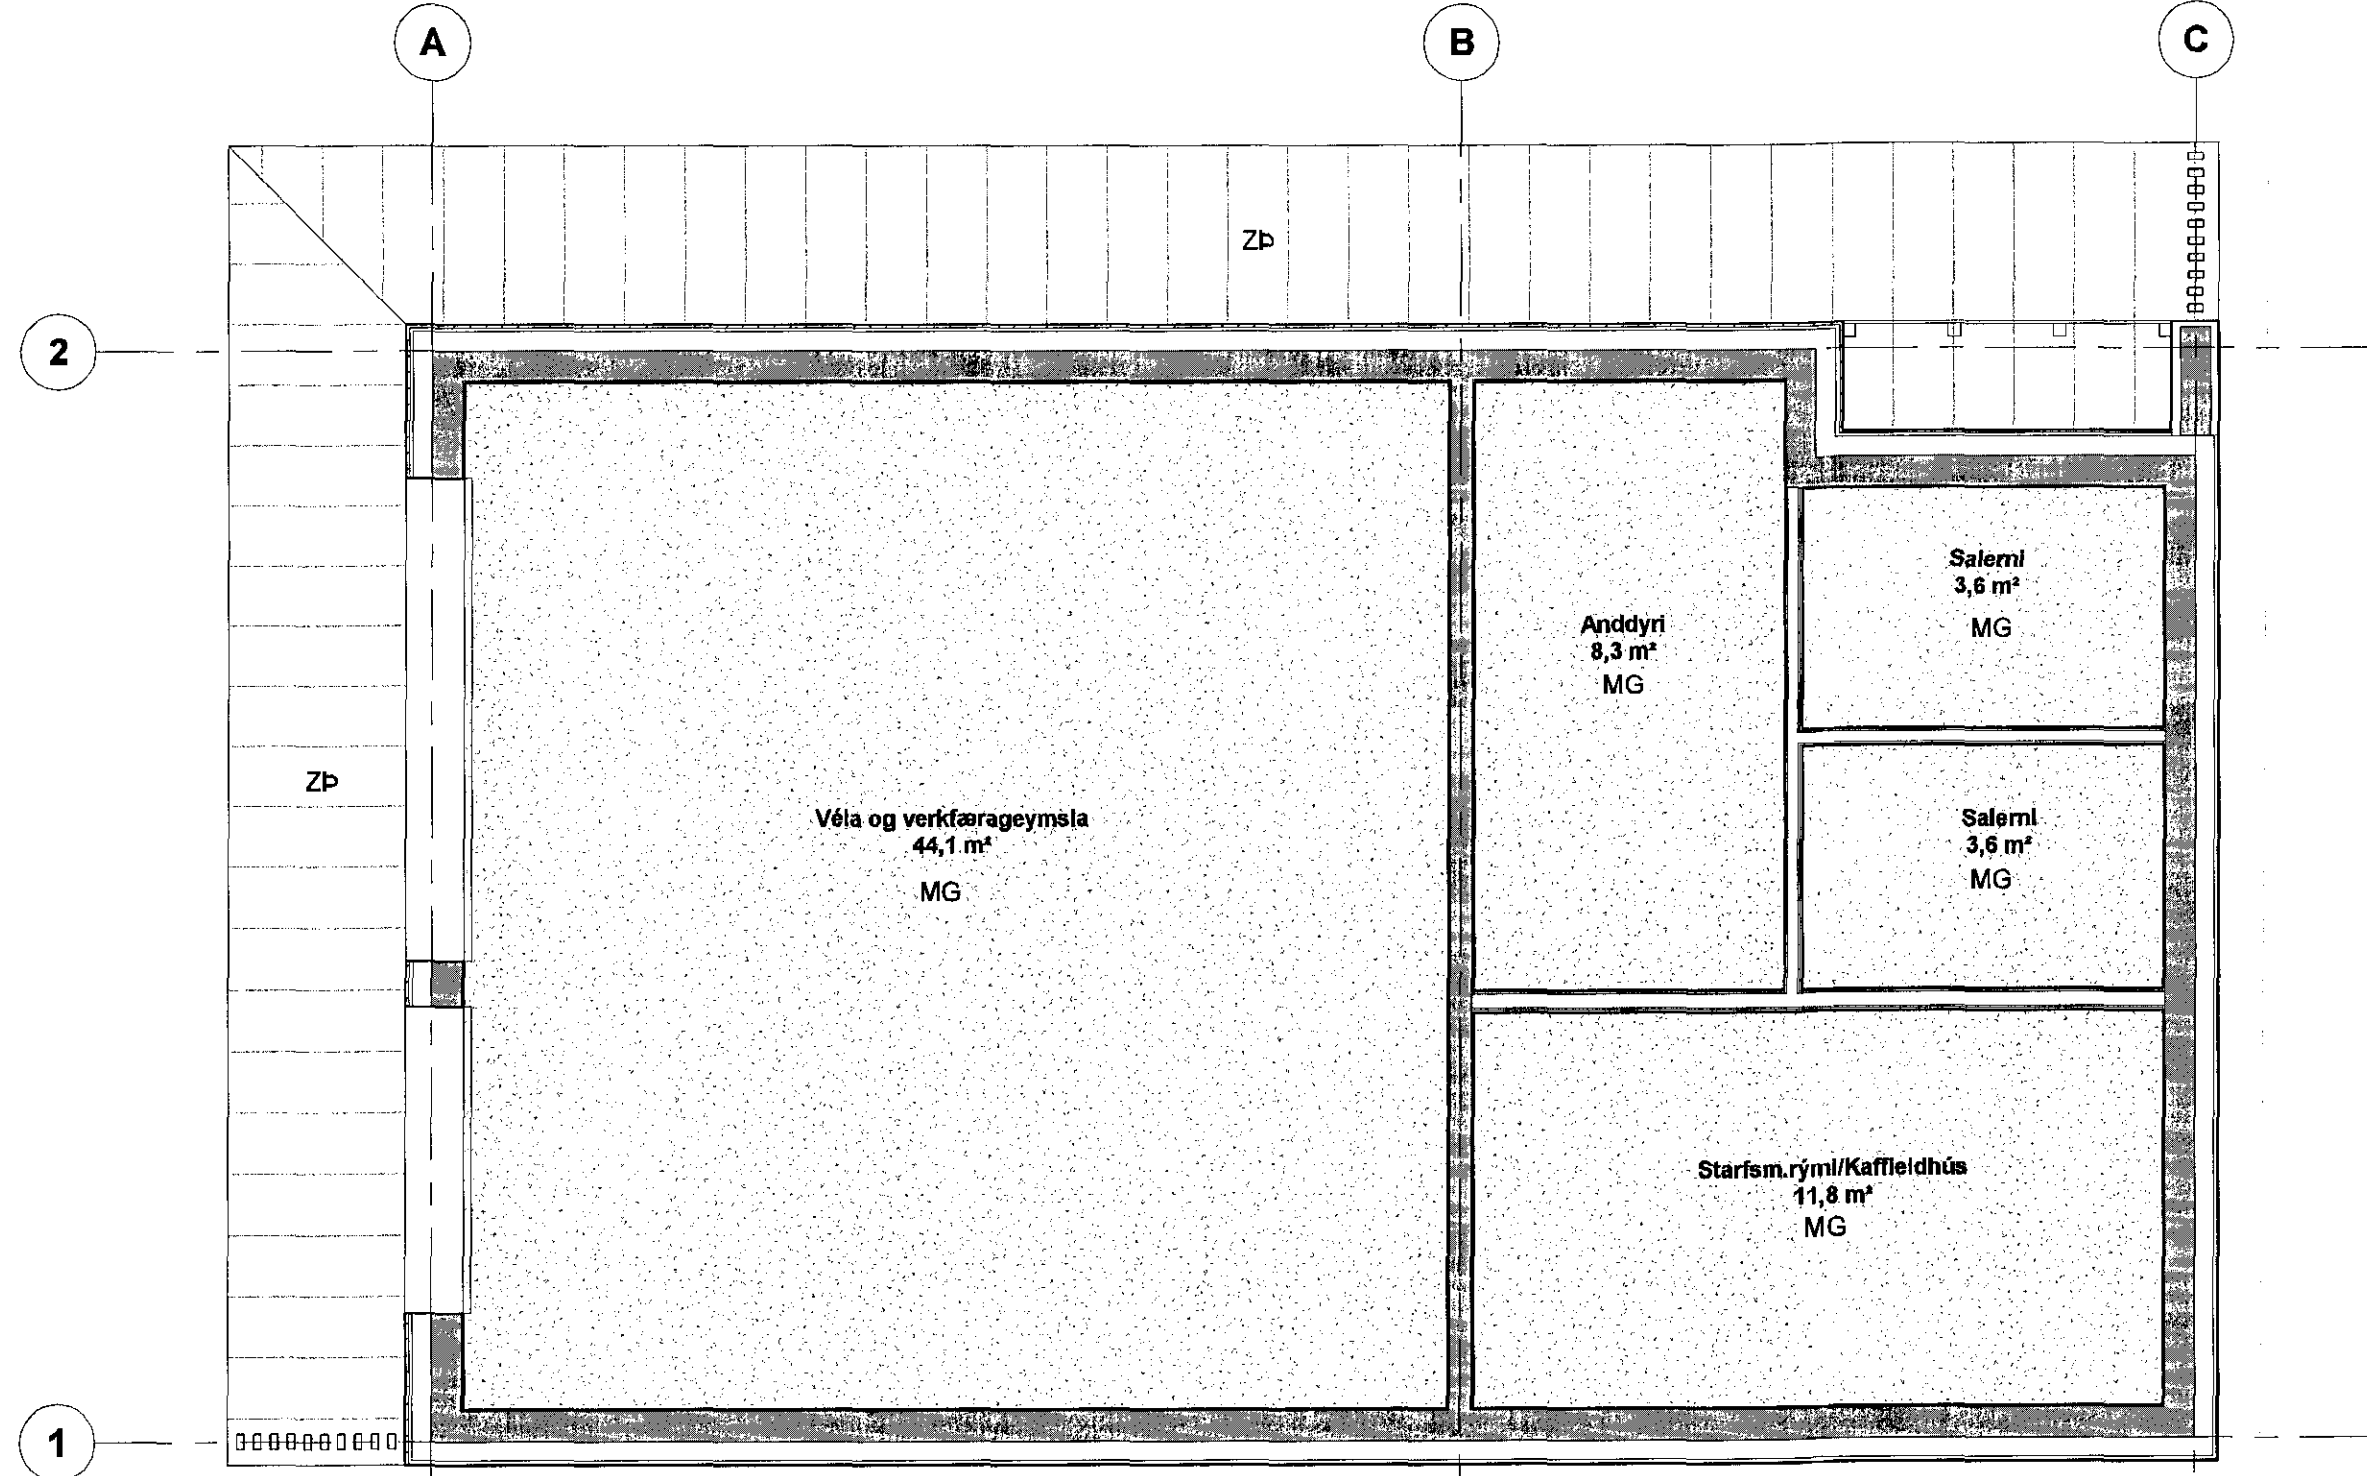 A
B
C
ZÞ
2
Salerni
3,6 m²
MG
Anddyri
8,3 m²
MG
ZÞ
Véla og verkfærageymsla
44,1 m²
MG
Salerni
3,6 m²
MG
Starfsm.rými/Kaffieldhús
11,8 m²
MG
1